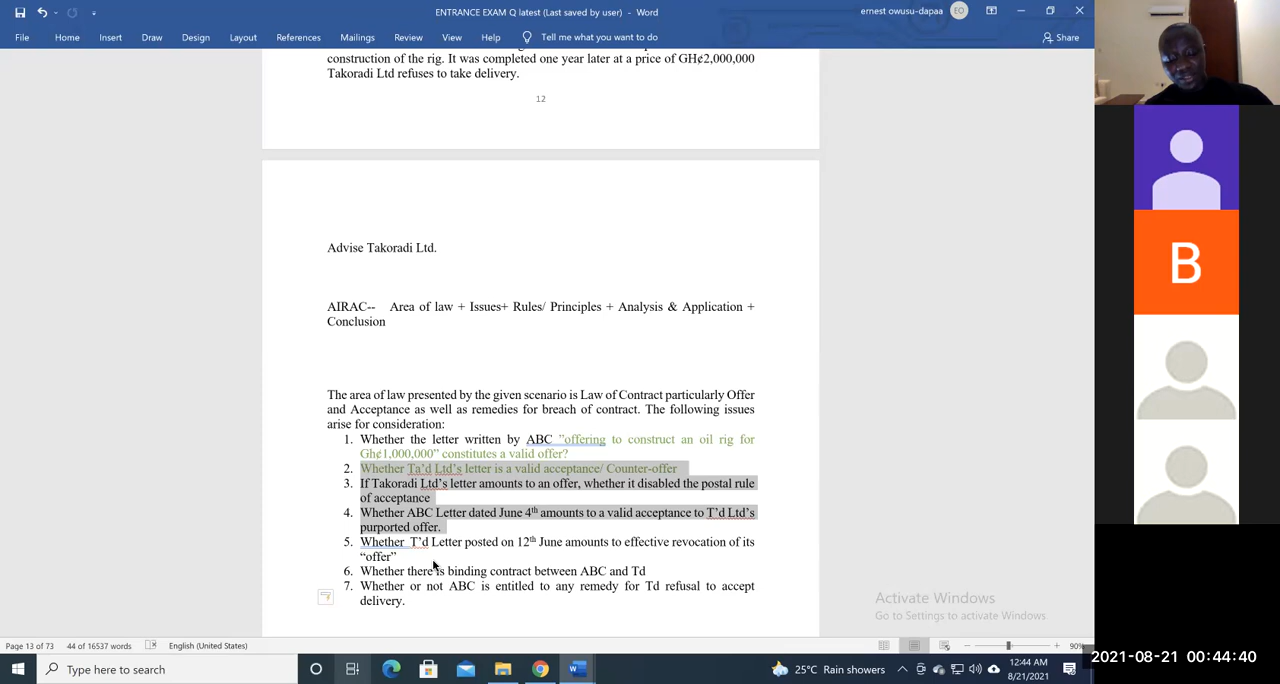 ENTRANCE EXAM Q latest (Last saved by user) - Word
ernest owusu-dapaa
EO
File Home Insert Draw Design Layout References Mailings Review View Help Tell me what you want to do
Share
construction of the rig. It was completed one year later at a price of GH¢2,000,000
Takoradi Ltd refuses to take delivery.
12
Advise Takoradi Ltd.
AIRAC-- Area of law + Issues+ Rules/ Principles + Analysis & Application +
Conclusion
The area of law presented by the given scenario is Law of Contract particularly Offer
and Acceptance as well as remedies for breach of contract. The following issues
arise for consideration:
1. Whether the letter written by ABC "offering to construct an oil rig for
Gh¢1,000,000" constitutes a valid offer?
2. Whether Ta'd Ltd's letter is a valid acceptance/ Counter-offer
3. If Takoradi Ltd's letter amounts to an offer, whether it disabled the postal rule
of acceptance
4. Whether ABC Letter dated June 4th amounts to a valid acceptance to T'd Ltd's
purported offer.
5. Whether T'd Letter posted on 12th June amounts to effective revocation of its
"offer"
6. Whether there is binding contract between ABC and Td
7. Whether or not ABC is entitled to any remedy for Td refusal to accept
delivery.
B
Activate Windows
Go to Settings to activate Windows
Page 13 of 73 44 of 16537 words English (United States)
90%
Type here to search
25°C Rain showers
12:44 AM
8/21/2021
2021-08-21 00:44:40